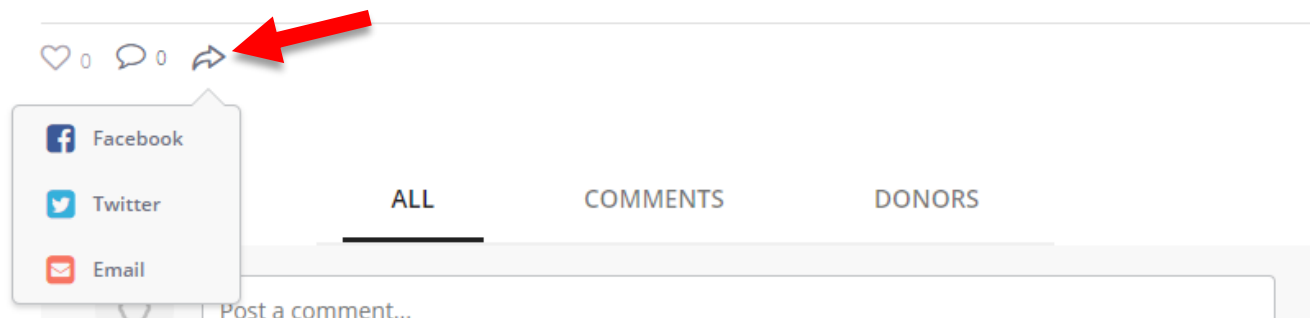 0 0
Facebook
Twitter
Email
ALL COMMENTS DONORS
Post a comment...